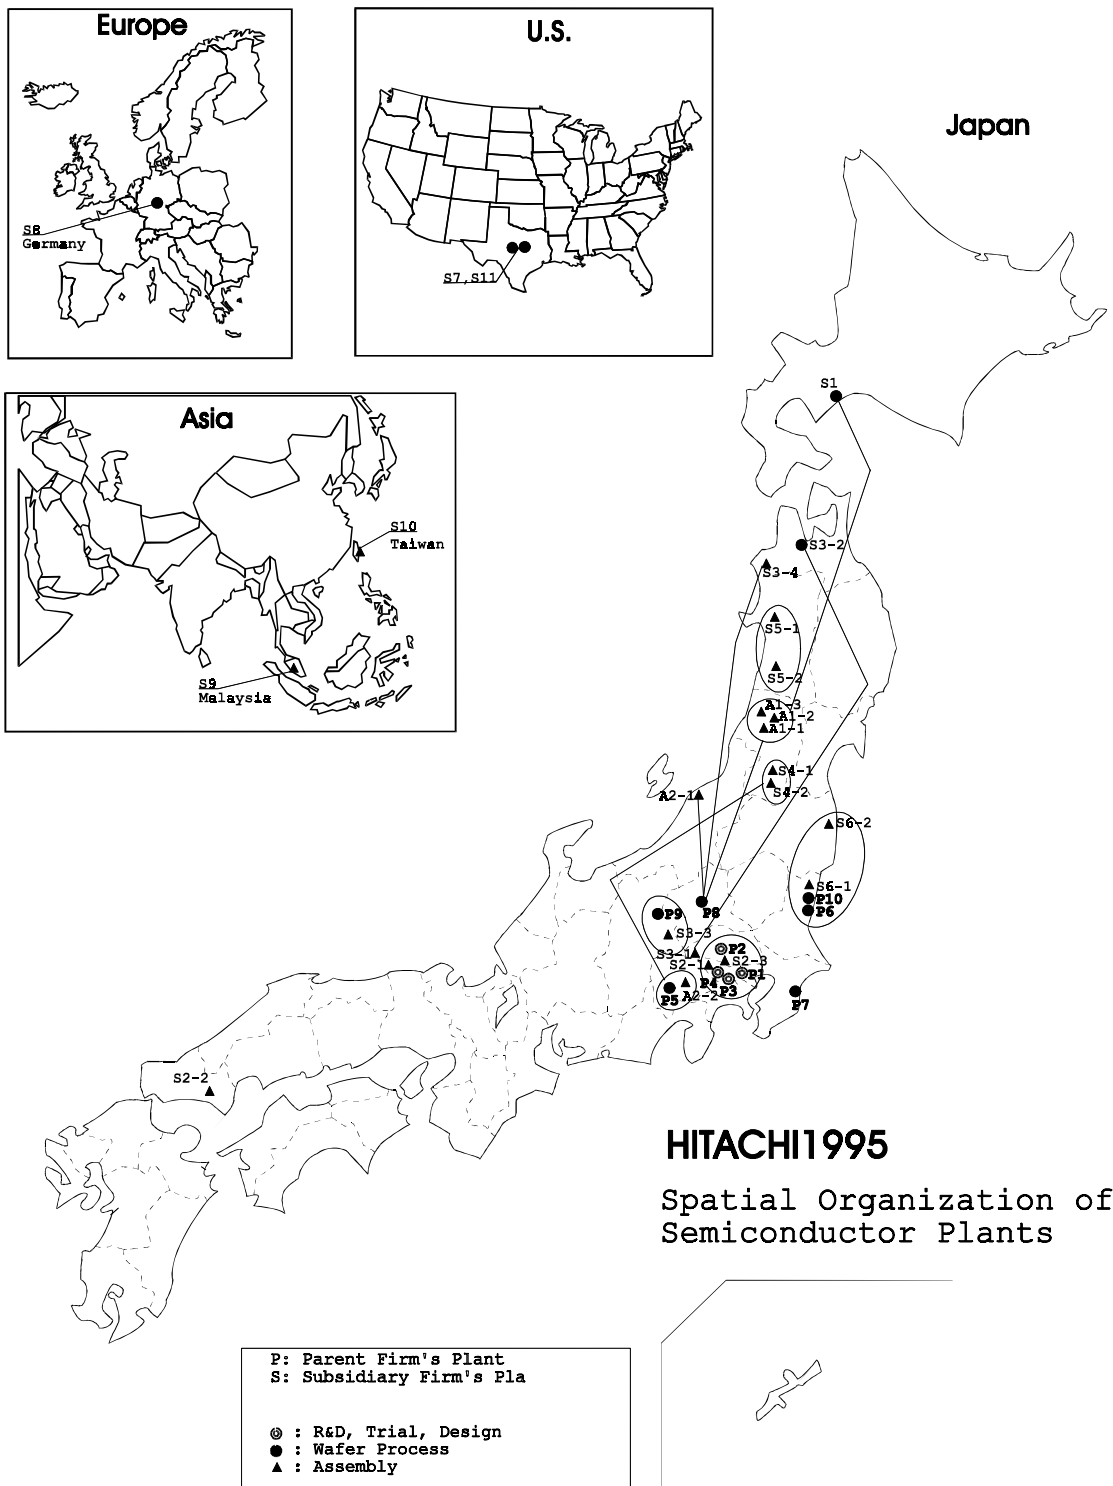 Europe
S8
Germany
U.S.
S7,S11
Japan
Asia
S10
Taiwan
S9
Malaysia
S1
S3-2
S3-4
S5-1
S5-2
A1-3
A1-2
A1-1
S4-1
S4-2
A2-1
S6-2
S6-1
P10
P6
P9
P8
S3-3
S3-1
P2
S2-3
S2-1
P1
P4
P3
A2-2
P5
P7
S2-2
HITACHI1995
Spatial Organization of
Semiconductor Plants
P: Parent Firm's Plant
S: Subsidiary Firm's Pla
: R&D, Trial, Design
: Wafer Process
: Assembly